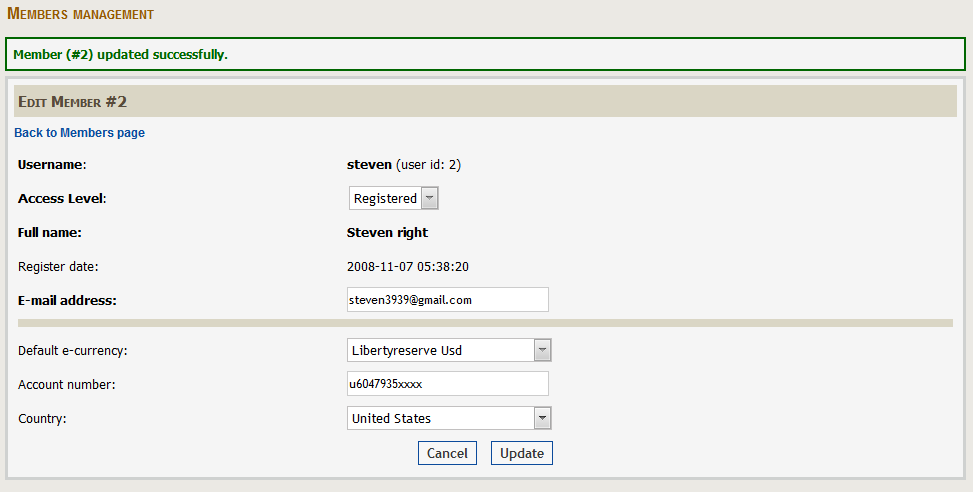 Members management
Member (#2) updated successfully.
Edit Member #2
Back to Members page
Username: steven (user id: 2)
Access Level: Registered
Full name: Steven right
Register date: 2008-11-07 05:38:20
E-mail address: steven3939@gmail.com
Default e-currency: Libertyreserve Usd
Account number: u6047935xxxx
Country: United States
Cancel Update